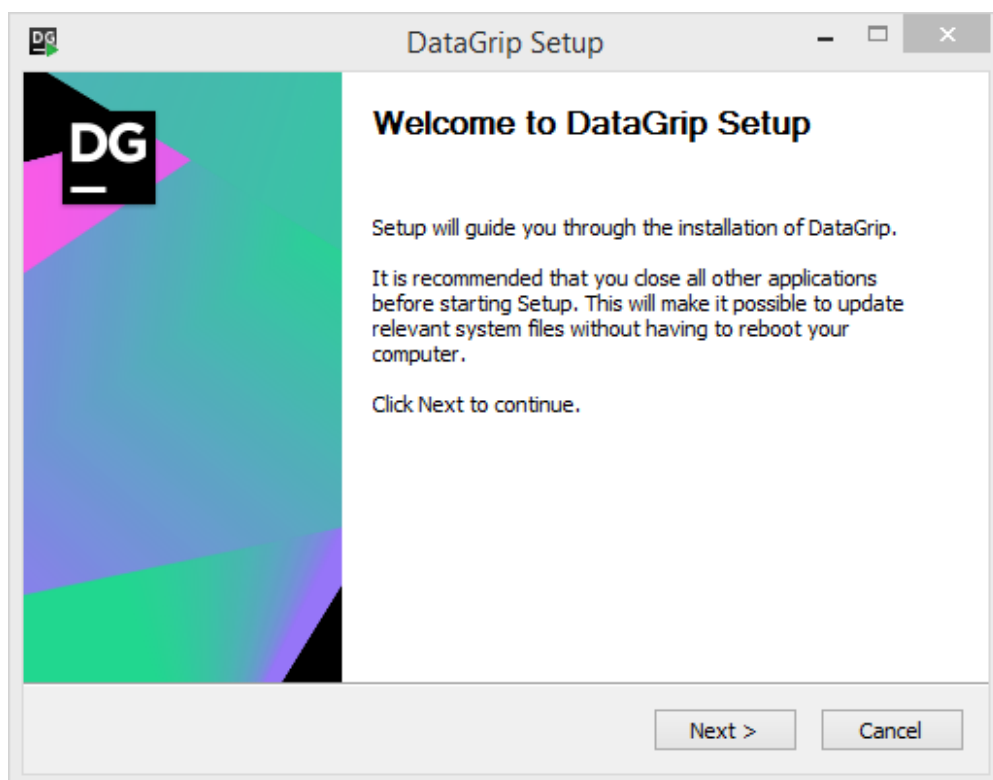 DG
DataGrip Setup
DG
Welcome to DataGrip Setup
Setup will guide you through the installation of DataGrip.
It is recommended that you close all other applications
before starting Setup. This will make it possible to update
relevant system files without having to reboot your
computer.
Click Next to continue.
Next >
Cancel